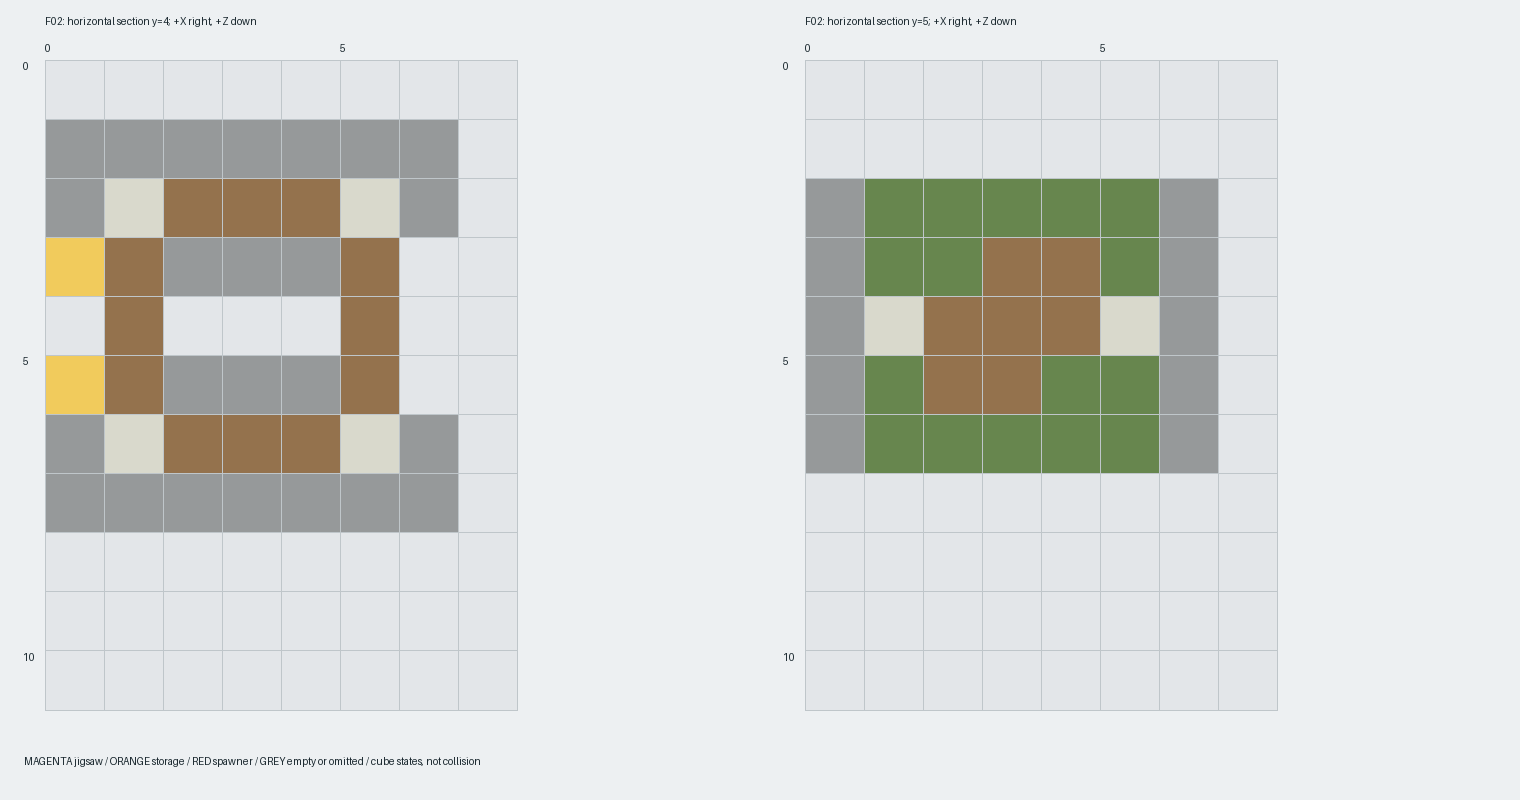 F02: horizontal section y=4; +X right, +Z down
F02: horizontal section y=5; +X right, +Z down
0 5
0 5
0
0
5
5
10
10
MAGENTA jigsaw / ORANGE storage / RED spawner / GREY empty or omitted / cube states, not collision